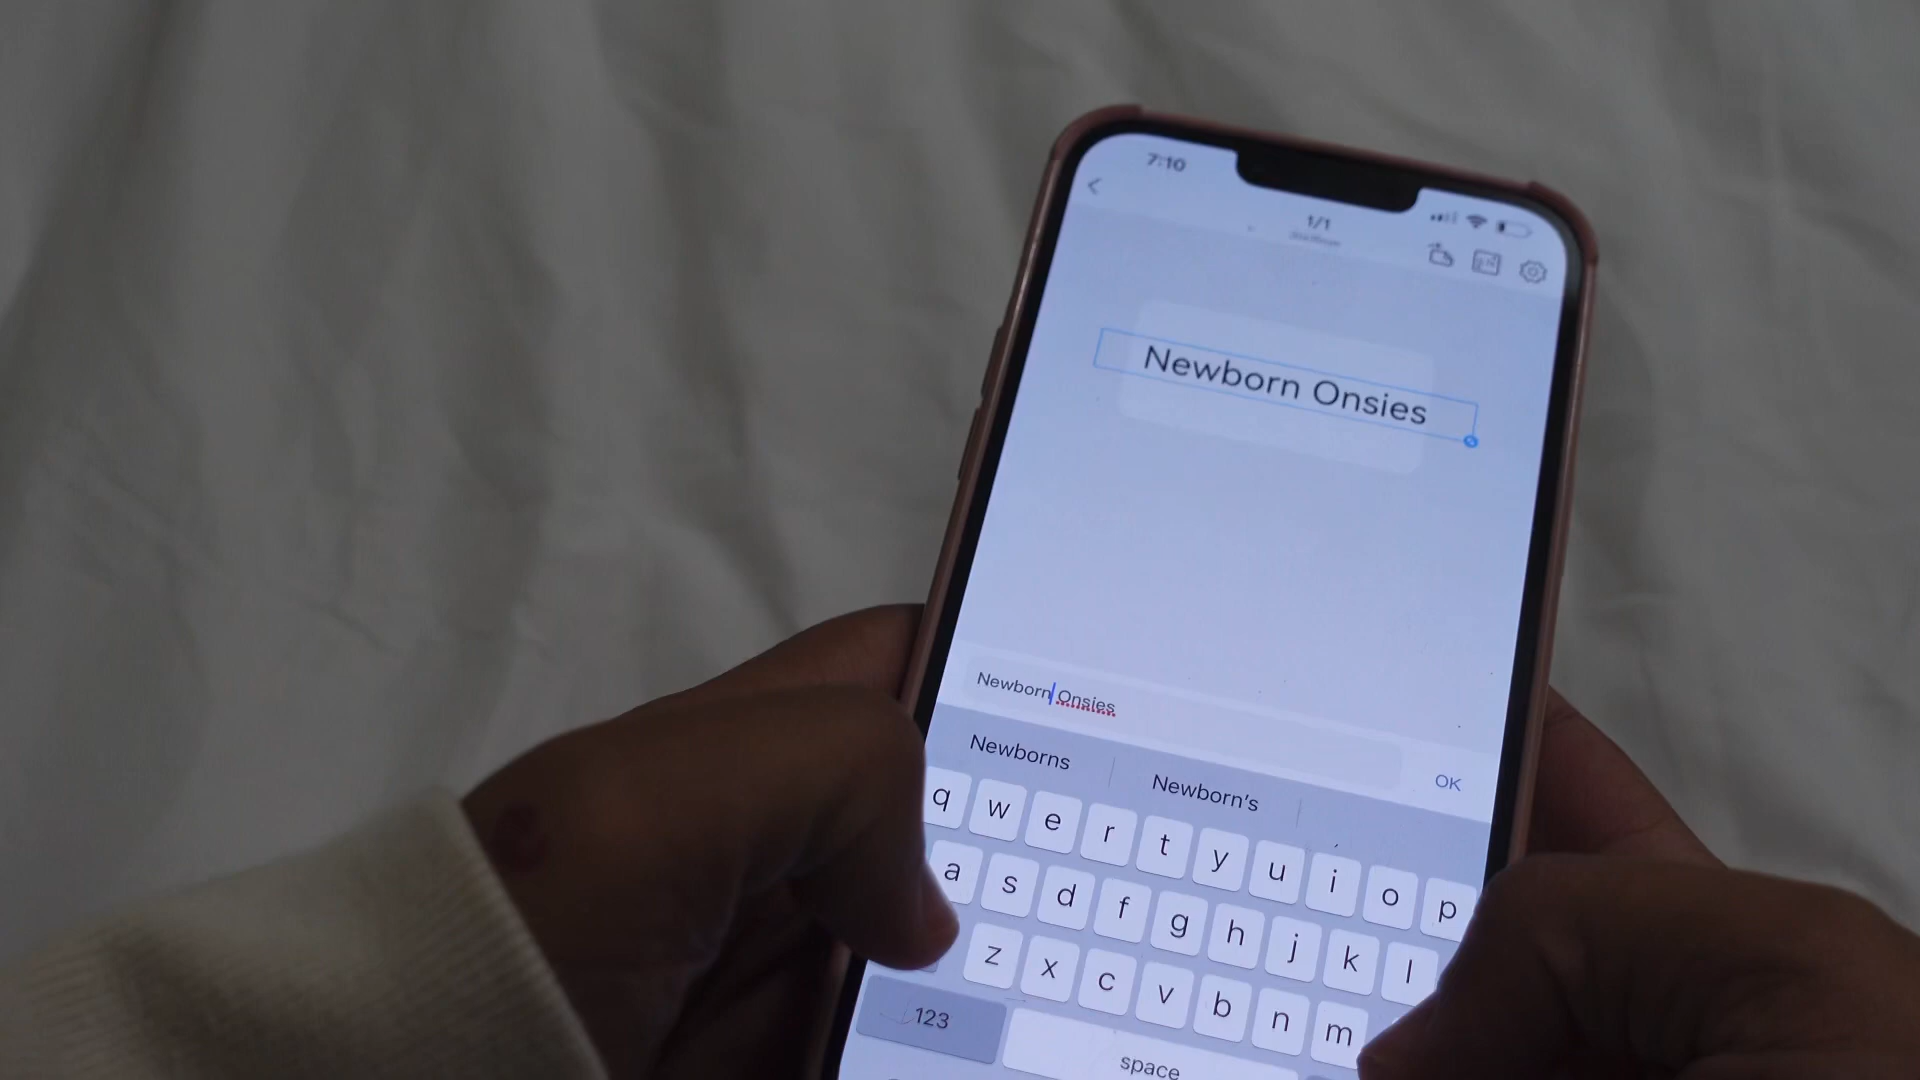 7:10
1/1
Newborn Onsies
Newborn Onsies
OK
Newborns
Newborn's
q w e r t y u i o p
a s d f g h j k l
z x c v b n m
123
space